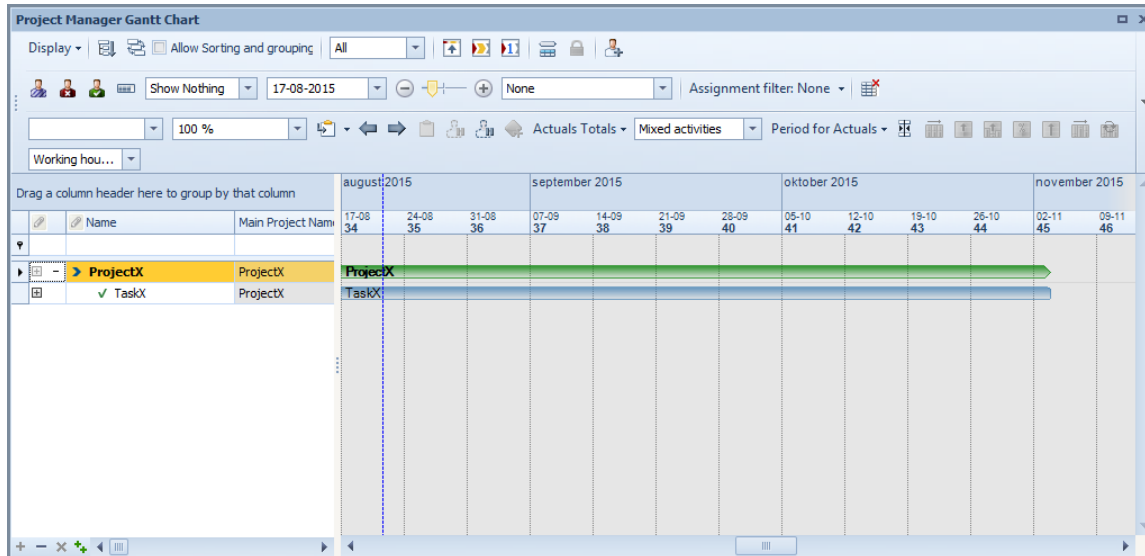 Project Manager Gantt Chart
Display Allow Sorting and grouping All
Show Nothing 17-08-2015 None Assignment filter: None
100 % Actuals Totals Mixed activities Period for Actuals
Working hou...
Drag a column header here to group by that column august 2015 september 2015 oktober 2015 november 2015
Name Main Project Nam 17-08 24-08 31-08 07-09 14-09 21-09 28-09 05-10 12-10 19-10 26-10 02-11 09-11
34 35 36 37 38 39 40 41 42 43 44 45 46
ProjectX ProjectX ProjectX
TaskX ProjectX TaskX